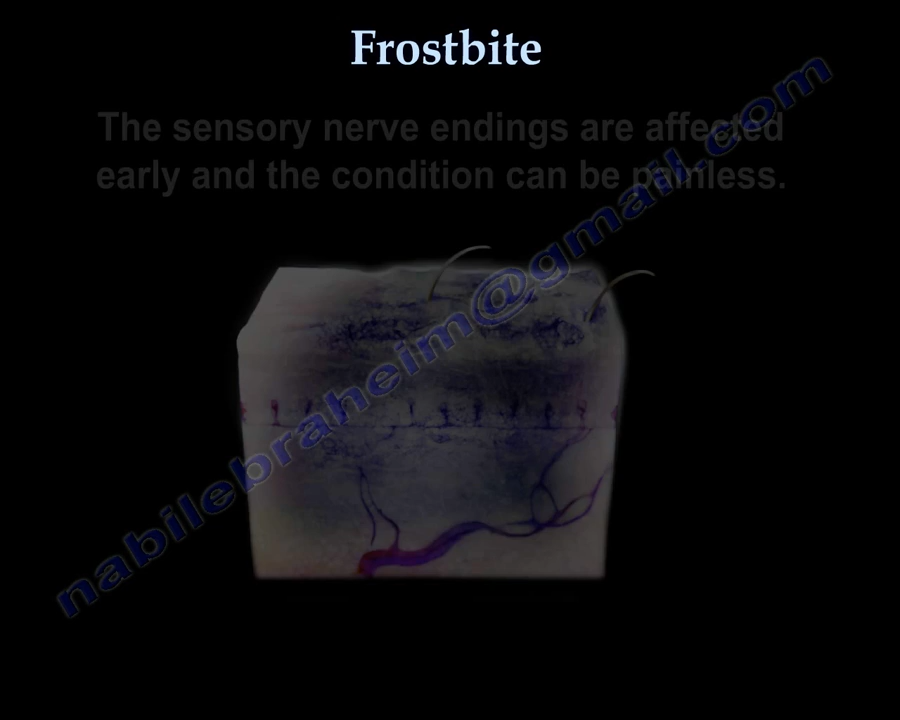 Frostbite
The sensory nerve endings are affected
early and the condition can be painless.
nabilebraheim@gmail.com